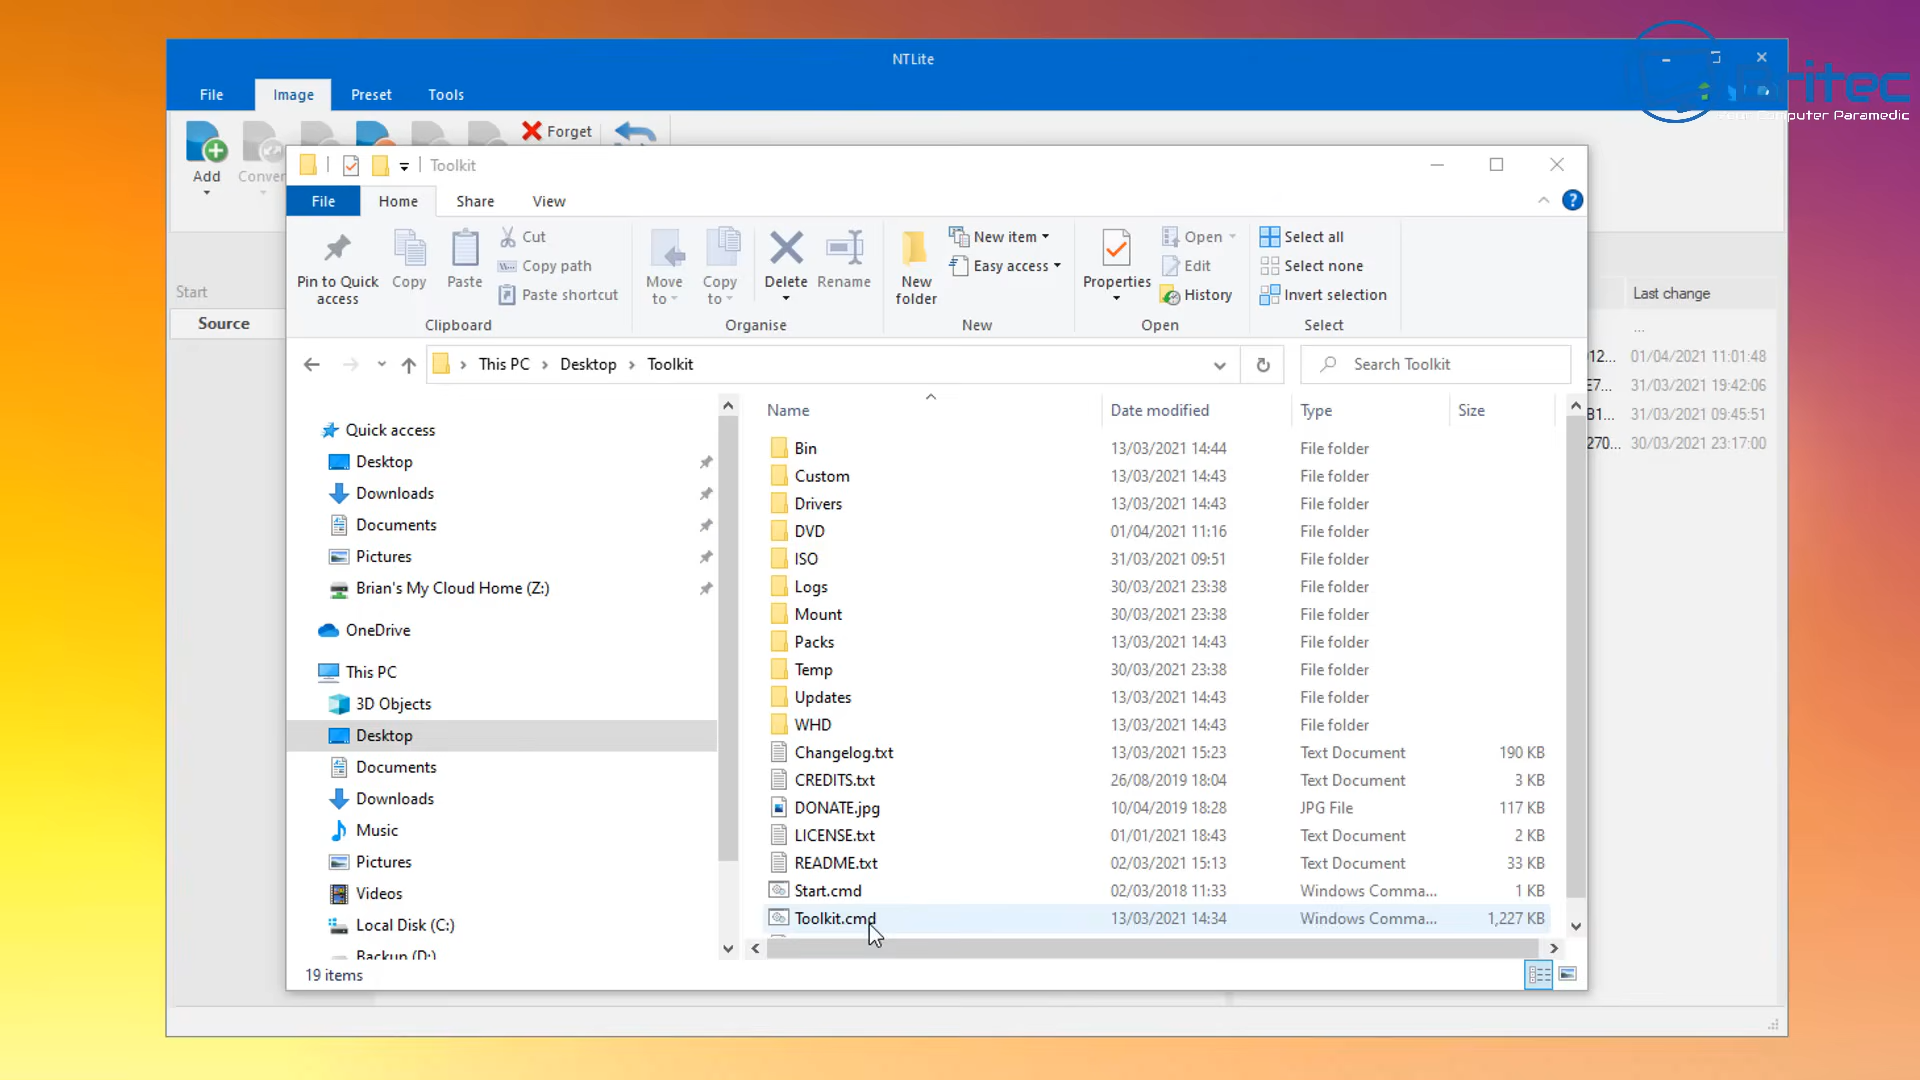 NTLite
Britec
Your Computer Paramedic
File Image Preset Tools
Forget
Add
Toolkit
File Home Share View
Pin to Quick access
Copy
Paste
Cut
Copy path
Paste shortcut
Clipboard
Move to
Copy to
Delete
Rename
Organise
New folder
New item
Easy access
New
Properties
Open
Edit
History
Open
Select all
Select none
Invert selection
Select
Start
Source
Last change
...
12... 01/04/2021 11:01:48
E7... 31/03/2021 19:42:06
B1... 31/03/2021 09:45:51
270... 30/03/2021 23:17:00
This PC > Desktop > Toolkit
Search Toolkit
Quick access
Desktop
Downloads
Documents
Pictures
Brian's My Cloud Home (Z:)
OneDrive
This PC
3D Objects
Desktop
Documents
Downloads
Music
Pictures
Videos
Local Disk (C:)
Backup (D:)
Name Date modified Type Size
Bin 13/03/2021 14:44 File folder
Custom 13/03/2021 14:43 File folder
Drivers 13/03/2021 14:43 File folder
DVD 01/04/2021 11:16 File folder
ISO 31/03/2021 09:51 File folder
Logs 30/03/2021 23:38 File folder
Mount 30/03/2021 23:38 File folder
Packs 13/03/2021 14:43 File folder
Temp 30/03/2021 23:38 File folder
Updates 13/03/2021 14:43 File folder
WHD 13/03/2021 14:43 File folder
Changelog.txt 13/03/2021 15:23 Text Document 190 KB
CREDITS.txt 26/08/2019 18:04 Text Document 3 KB
DONATE.jpg 10/04/2019 18:28 JPG File 117 KB
LICENSE.txt 01/01/2021 18:43 Text Document 2 KB
README.txt 02/03/2021 15:13 Text Document 33 KB
Start.cmd 02/03/2018 11:33 Windows Comma... 1 KB
Toolkit.cmd 13/03/2021 14:34 Windows Comma... 1,227 KB
19 items